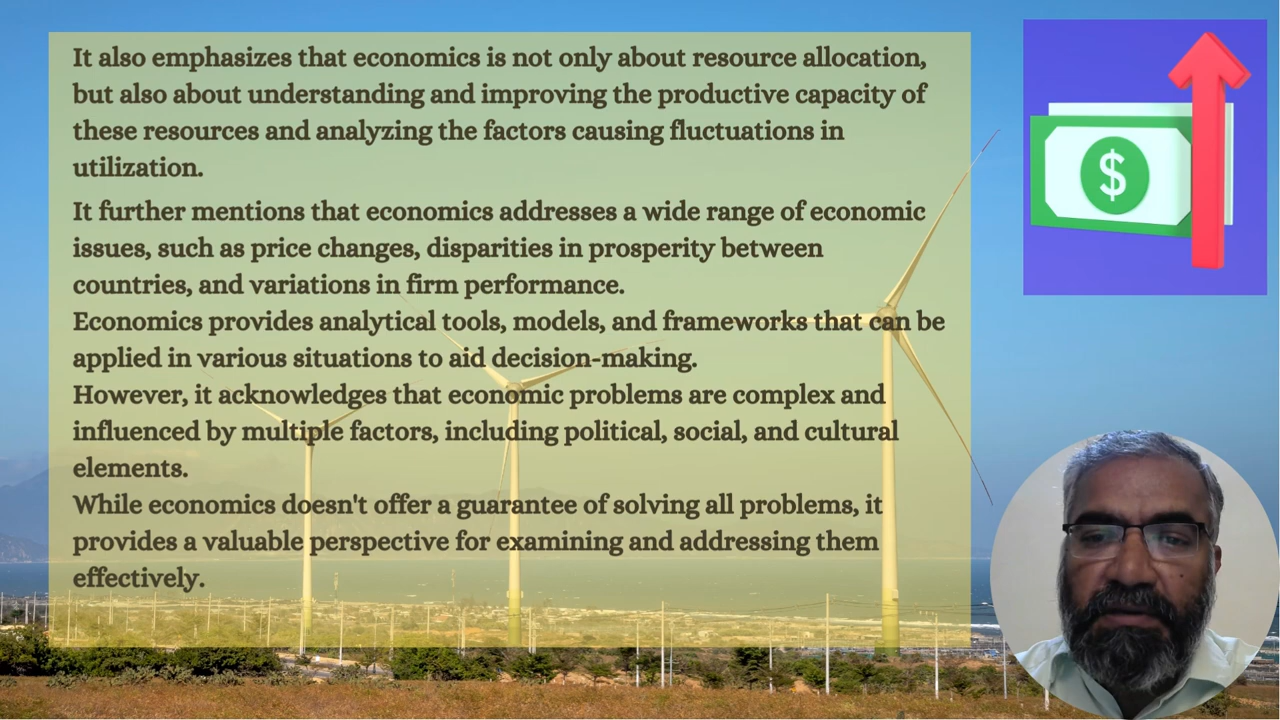 It also emphasizes that economics is not only about resource allocation,
but also about understanding and improving the productive capacity of
these resources and analyzing the factors causing fluctuations in
utilization.
It further mentions that economics addresses a wide range of economic
issues, such as price changes, disparities in prosperity between
countries, and variations in firm performance.
Economics provides analytical tools, models, and frameworks that can be
applied in various situations to aid decision-making.
However, it acknowledges that economic problems are complex and
influenced by multiple factors, including political, social, and cultural
elements.
While economics doesn't offer a guarantee of solving all problems, it
provides a valuable perspective for examining and addressing them
effectively.
$